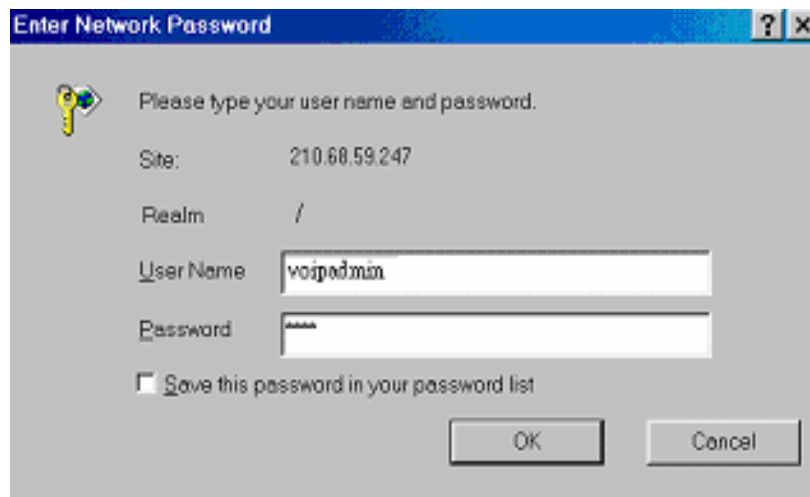 Enter Network Password
? ×
Please type your user name and password.
Site: 210.68.59.247
Realm /
User Name voipadmin
Password ****
Save this password in your password list
OK Cancel